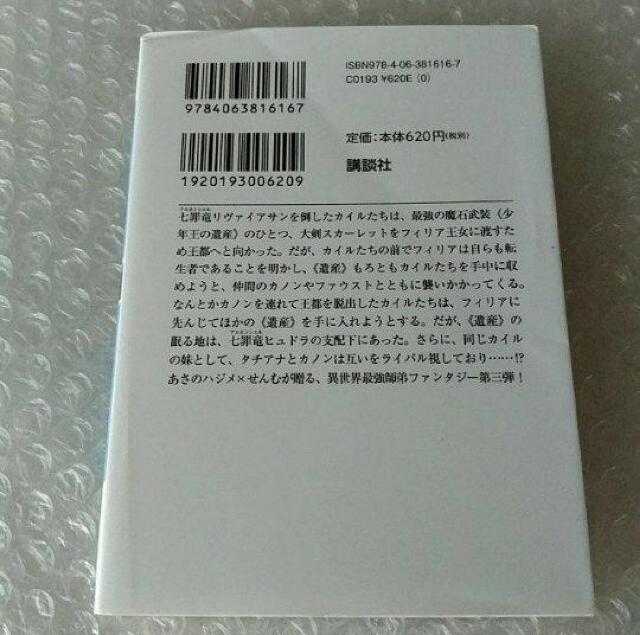 ISBN978-4-06-381616-7
C0193 ¥620E (0)
9784063816167
定価:本体620円(税別)
1920193006209
講談社
七罪竜リヴァイアサンを倒したカイルたちは、最強の魔石武装《少
年王の遺産》のひとつ、大剣スカーレットをフィリア王女に渡すた
め王都へと向かった。だが、カイルたちの前でフィリアは自らも転
生者であることを明かし、《遺産》もろともカイルたちを手中に収
めようと、仲間のカノンやファウストとともに襲いかかってくる。
なんとかカノンを連れて王都を脱出したカイルたちは、フィリアに
先んじてほかの《遺産》を手に入れようとする。だが、《遺産》の
眠る地は、七罪竜ヒュドラの支配下にあった。さらに、同じカイル
の妹として、タチアナとカノンは互いをライバル視しており……!?
あさのハジメ×せんむが贈る、異世界最強師弟ファンタジー第三弾!